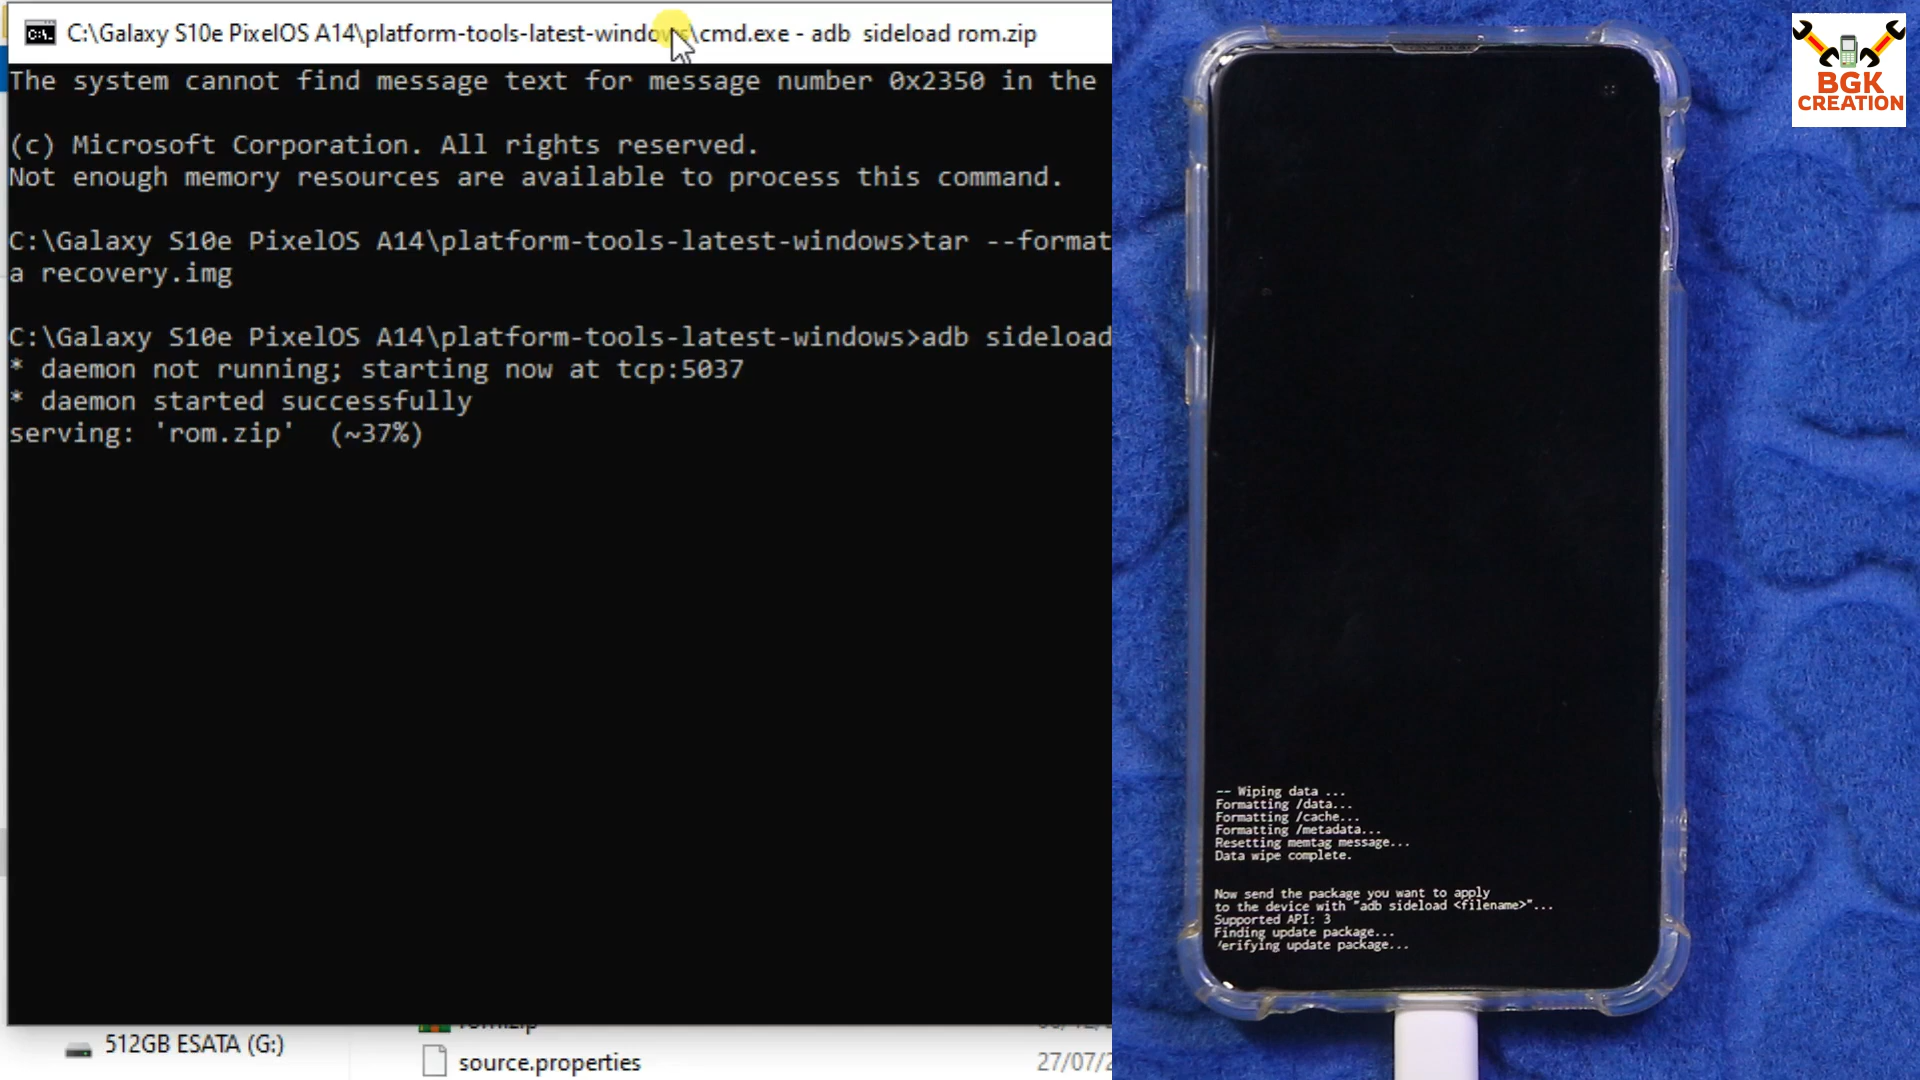 C:\Galaxy S10e PixelOS A14\platform-tools-latest-windows\cmd.exe - adb sideload rom.zip
The system cannot find message text for message number 0x2350 in the
(c) Microsoft Corporation. All rights reserved.
Not enough memory resources are available to process this command.
C:\Galaxy S10e PixelOS A14\platform-tools-latest-windows>tar --format
a recovery.img
C:\Galaxy S10e PixelOS A14\platform-tools-latest-windows>adb sideload
* daemon not running; starting now at tcp:5037
* daemon started successfully
serving: 'rom.zip' (~37%)
512GB ESATA (G:)
rom.zip
source.properties
27/07/2
BGK
CREATION
-- Wiping data ...
Formatting /data...
Formatting /cache...
Formatting /metadata...
Resetting memtag message...
Data wipe complete.
Now send the package you want to apply
to the device with "adb sideload <filename>"...
Supported API: 3
Finding update package...
erifying update package...